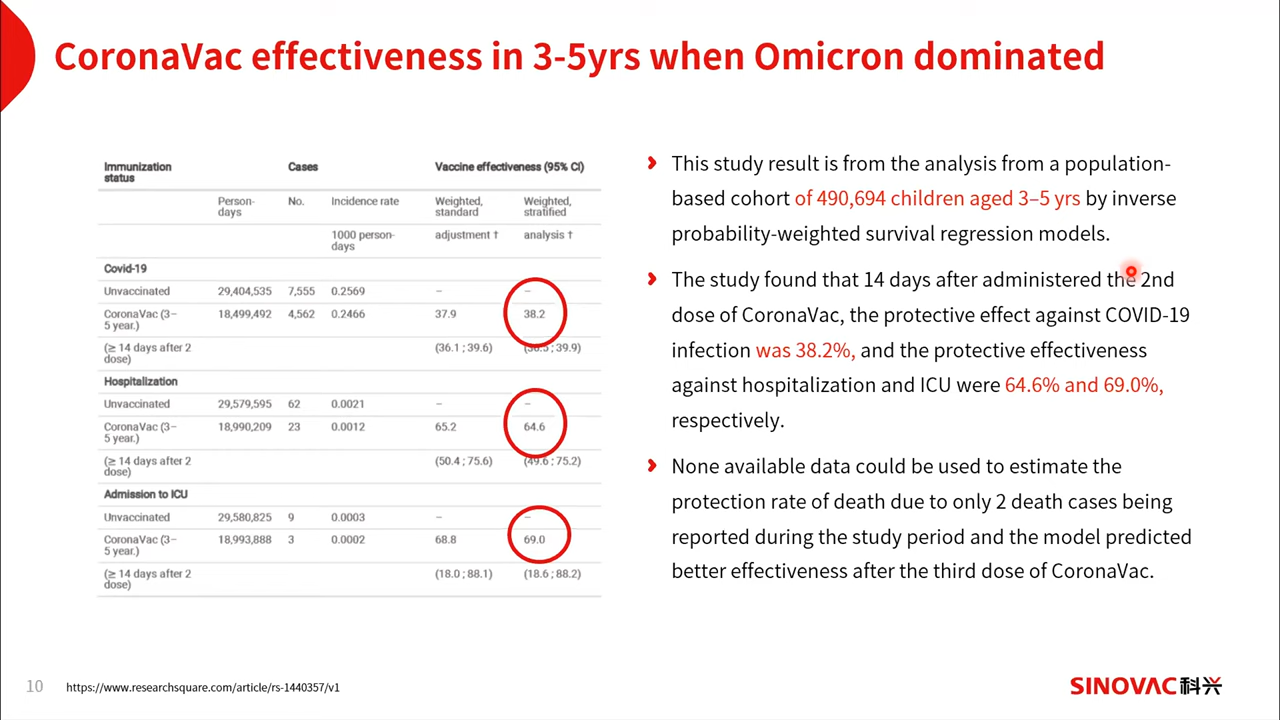 CoronaVac effectiveness in 3-5yrs when Omicron dominated
Immunization status Cases Vaccine effectiveness (95% CI)
Person-days No. Incidence rate Weighted, standard Weighted, stratified
1000 person-days adjustment † analysis †
Covid-19
Unvaccinated 29,404,535 7,555 0.2569 – –
CoronaVac (3–5 year.) 18,499,492 4,562 0.2466 37.9 38.2
(≥ 14 days after 2 dose) (36.1 ; 39.6) ; 39.9)
Hospitalization
Unvaccinated 29,579,595 62 0.0021 – –
CoronaVac (3–5 year.) 18,990,209 23 0.0012 65.2 64.6
(≥ 14 days after 2 dose) (50.4 ; 75.6) (49.6 ; 75.2)
Admission to ICU
Unvaccinated 29,580,825 9 0.0003 – –
CoronaVac (3–5 year.) 18,993,888 3 0.0002 68.8 69.0
(≥ 14 days after 2 dose) (18.0 ; 88.1) (18.6 ; 88.2)
This study result is from the analysis from a population-
based cohort of 490,694 children aged 3–5 yrs by inverse
probability-weighted survival regression models.
The study found that 14 days after administered the 2nd
dose of CoronaVac, the protective effect against COVID-19
infection was 38.2%, and the protective effectiveness
against hospitalization and ICU were 64.6% and 69.0%,
respectively.
None available data could be used to estimate the
protection rate of death due to only 2 death cases being
reported during the study period and the model predicted
better effectiveness after the third dose of CoronaVac.
10 https://www.researchsquare.com/article/rs-1440357/v1
SINOVAC科兴